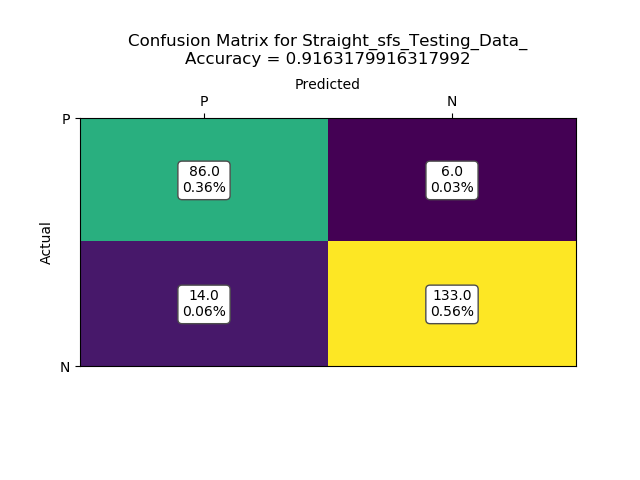 Confusion Matrix for Straight_sfs_Testing_Data_
Accuracy = 0.9163179916317992
Predicted
P N
P
86.0 6.0
0.36% 0.03%
Actual
14.0 133.0
0.06% 0.56%
N